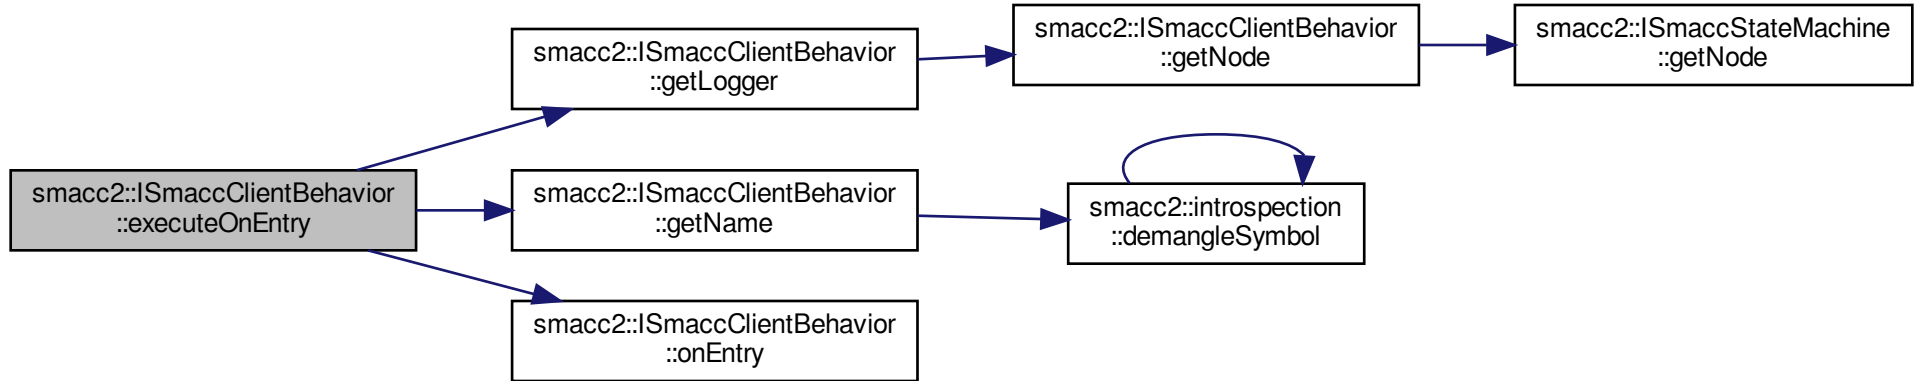 smacc2::ISmaccClientBehavior
::executeOnEntry
smacc2::ISmaccClientBehavior
::getLogger
smacc2::ISmaccClientBehavior
::getNode
smacc2::ISmaccStateMachine
::getNode
smacc2::ISmaccClientBehavior
::getName
smacc2::introspection
::demangleSymbol
smacc2::ISmaccClientBehavior
::onEntry